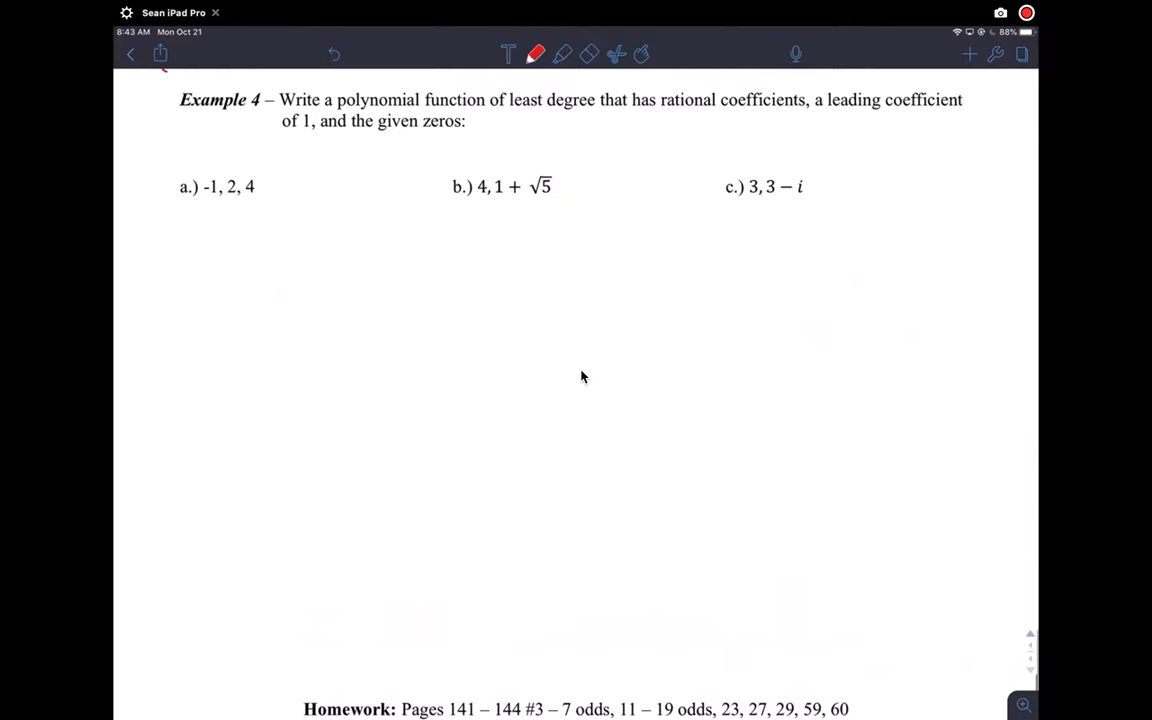 Sean iPad Pro ×
8:43 AM Mon Oct 21
88%
T
Example 4 – Write a polynomial function of least degree that has rational coefficients, a leading coefficient
of 1, and the given zeros:
a.) -1, 2, 4
b.) 4, 1 + √5
c.) 3, 3 − i
Homework: Pages 141 – 144 #3 – 7 odds, 11 – 19 odds, 23, 27, 29, 59, 60